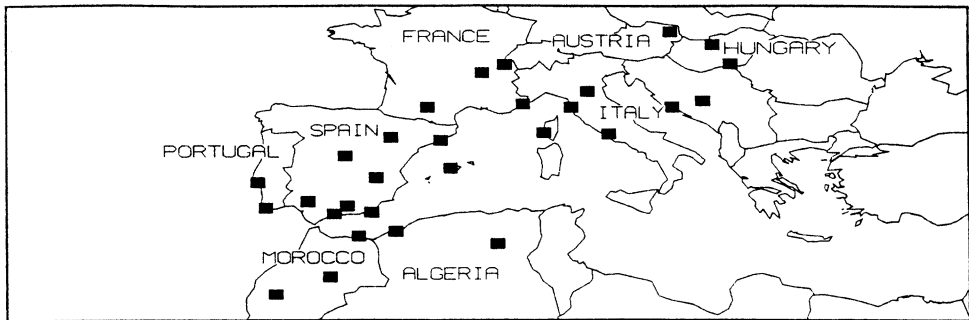 FRANCE
AUSTRIA
HUNGARY
ITALY
SPAIN
PORTUGAL
MOROCCO
ALGERIA